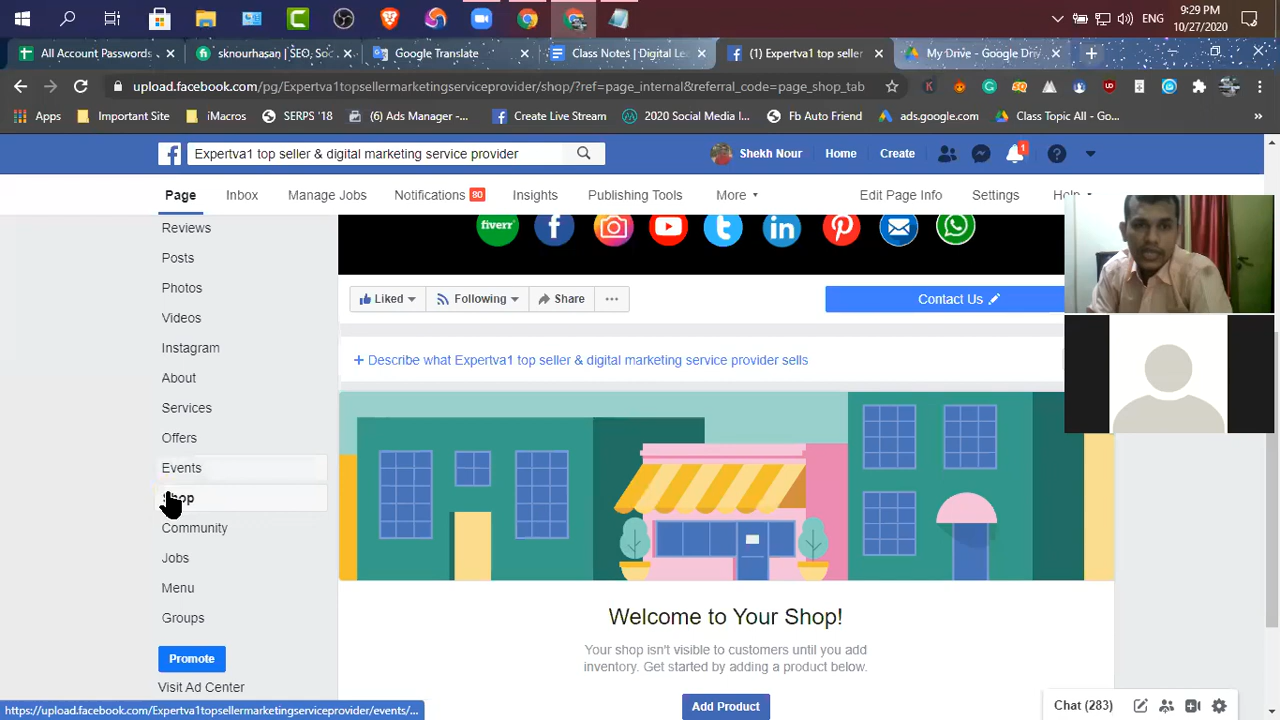 9:29 PM
ENG
10/27/2020
All Account Passwords
sknourhasan | SEO, Soc
Google Translate
Class Notes | Digital Le
(1) Expertva1 top seller
My Drive - Google Driv
upload.facebook.com/pg/Expertva1topsellermarketingserviceprovider/shop/?ref=page_internal&referral_code=page_shop_tab
Apps
Important Site
iMacros
SERPS '18
(6) Ads Manager -...
Create Live Stream
2020 Social Media I...
Fb Auto Friend
ads.google.com
Class Topic All - Go...
Expertva1 top seller & digital marketing service provider
Shekh Nour
Home
Create
1
Page
Inbox
Manage Jobs
Notifications 80
Insights
Publishing Tools
More
Edit Page Info
Settings
Help
Reviews
Posts
Photos
Videos
Instagram
About
Services
Offers
Events
Shop
Community
Jobs
Menu
Groups
Promote
Visit Ad Center
fiverr
Liked
Following
Share
Contact Us
+ Describe what Expertva1 top seller & digital marketing service provider sells
Welcome to Your Shop!
Your shop isn't visible to customers until you add
inventory. Get started by adding a product below.
Add Product
Chat (283)
https://upload.facebook.com/Expertva1topsellermarketingserviceprovider/events/...